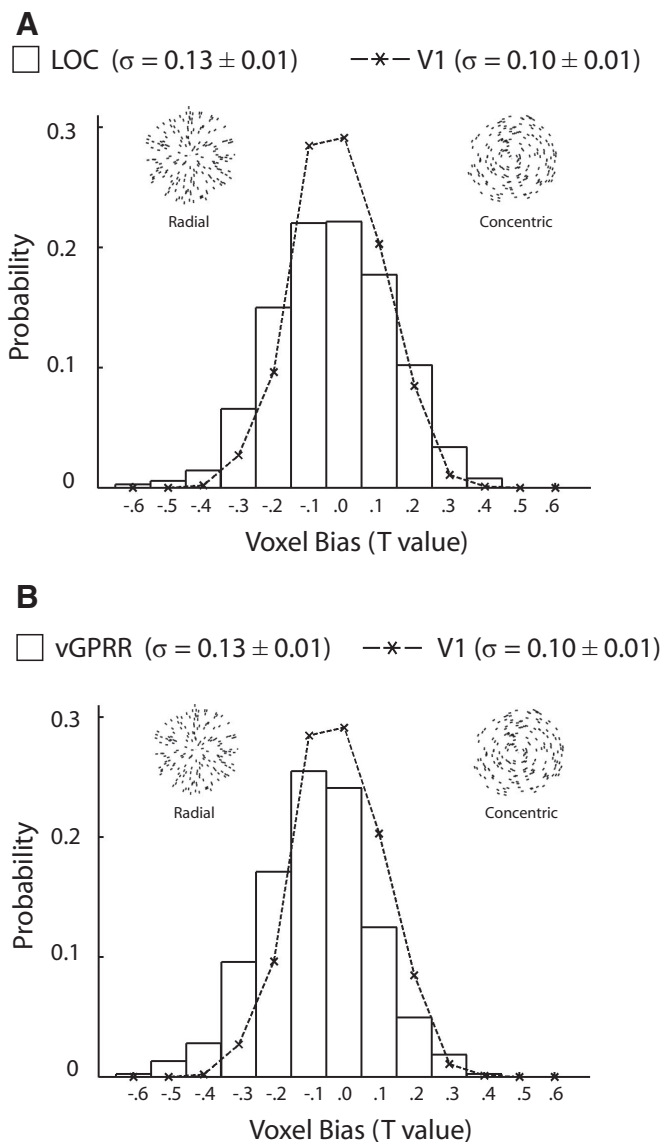 A
LOC (σ = 0.13 ± 0.01) V1 (σ = 0.10 ± 0.01)
0.3
Radial
Concentric
0.2
Probability
0.1
0
-.6 -.5 -.4 -.3 -.2 -.1 .0 .1 .2 .3 .4 .5 .6
Voxel Bias (T value)
B
vGPRR (σ = 0.13 ± 0.01) V1 (σ = 0.10 ± 0.01)
0.3
Radial
Concentric
0.2
Probability
0.1
0
-.6 -.5 -.4 -.3 -.2 -.1 .0 .1 .2 .3 .4 .5 .6
Voxel Bias (T value)